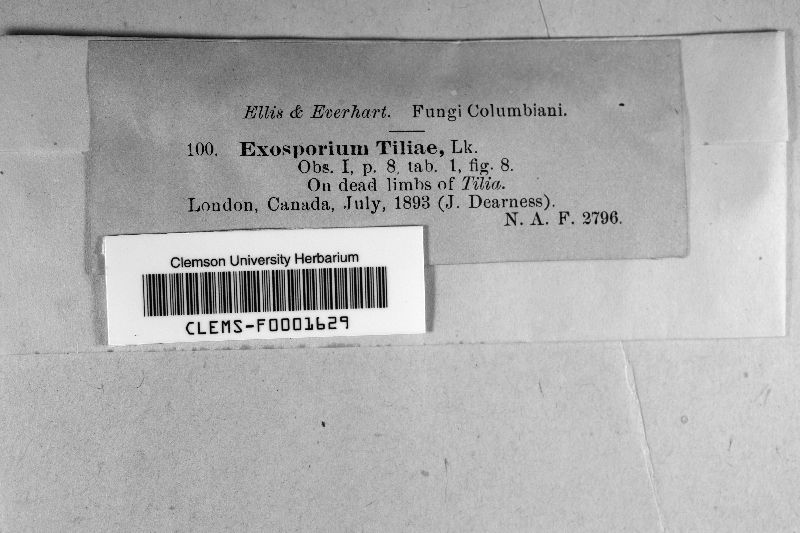 Ellis & Everhart. Fungi Columbiani.
100. Exosporium Tiliae, Lk.
Obs. I, p. 8, tab. 1, fig. 8.
On dead limbs of Tilia.
London, Canada, July, 1893 (J. Dearness).
N. A. F. 2796.
Clemson University Herbarium
CLEMS-F0001629